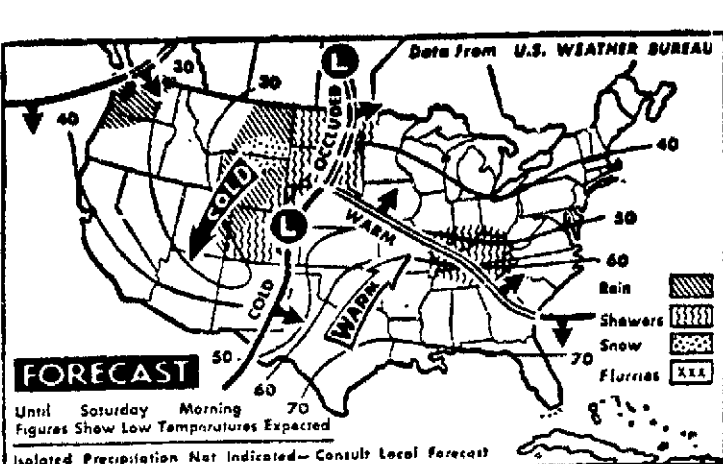 Data from U.S. WEATHER BUREAU
L
30
30
40
OCCLUDED
40
COLD
L
WARM
50
60
COLD
WARM
Rain
Showers
Snow
Flurries
XXX
70
50
60
70
FORECAST
Until Saturday Morning
Figures Show Low Temperatures Expected
Isolated Precipitation Not Indicated— Consult Local Forecast